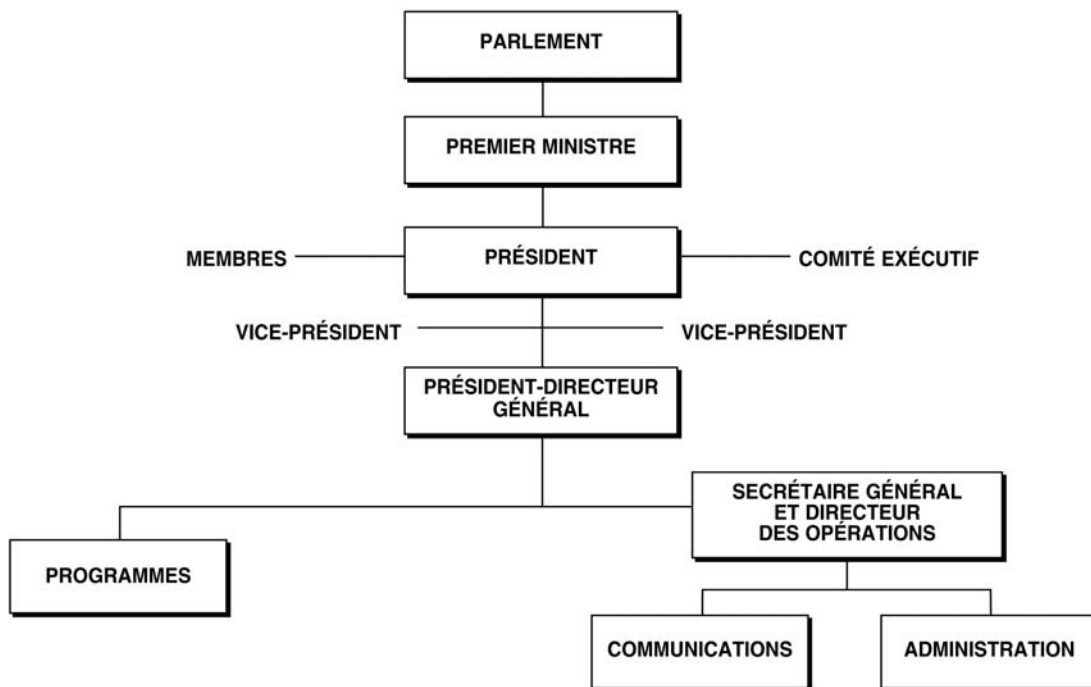 PARLEMENT
PREMIER MINISTRE
MEMBRES
PRÉSIDENT
COMITÉ EXÉCUTIF
VICE-PRÉSIDENT
VICE-PRÉSIDENT
PRÉSIDENT-DIRECTEUR
GÉNÉRAL
SECRÉTAIRE GÉNÉRAL
ET DIRECTEUR
DES OPÉRATIONS
PROGRAMMES
COMMUNICATIONS
ADMINISTRATION